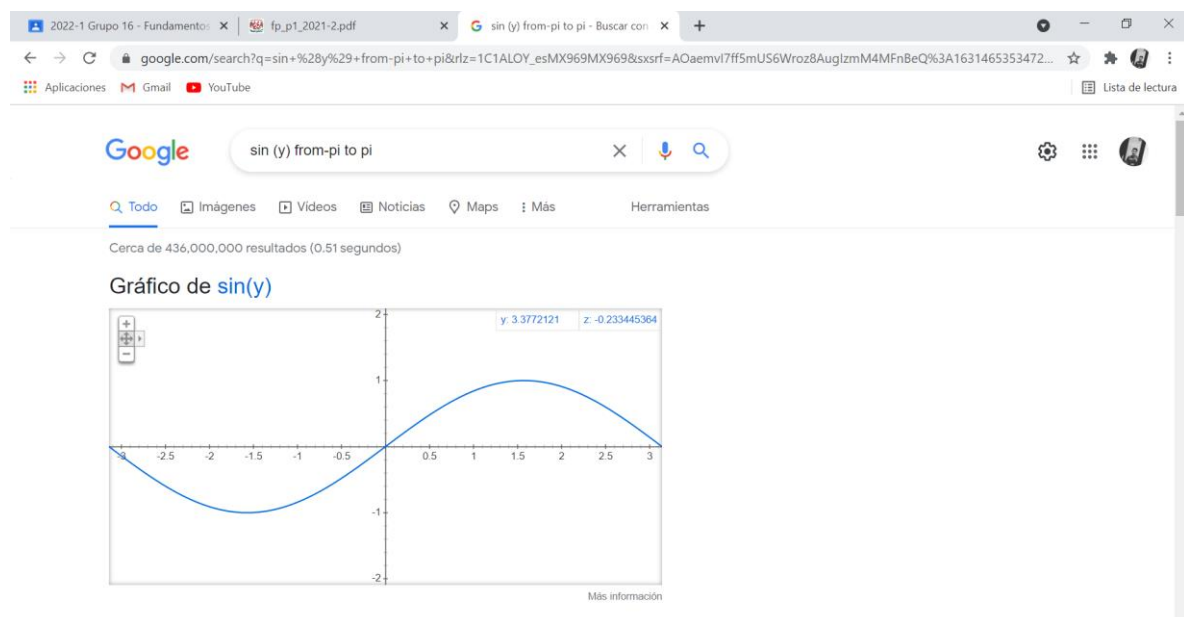 2022-1 Grupo 16 - Fundamentos
fp_p1_2021-2.pdf
sin (y) from-pi to pi - Buscar con
google.com/search?q=sin+%28y%29+from-pi+to+pi&rlz=1C1ALOY_esMX969MX969&sxsrf=AOaemvI7ff5mUS6Wroz8AugIzmM4MFnBeQ%3A1631465353472...
Aplicaciones
Gmail
YouTube
Lista de lectura
Google
sin (y) from-pi to pi
Todo
Imágenes
Videos
Noticias
Maps
Más
Herramientas
Cerca de 436,000,000 resultados (0.51 segundos)
Gráfico de sin(y)
y: 3.3772121
z: -0.233445364
2
1
-3 -2.5 -2 -1.5 -1 -0.5 0.5 1 1.5 2 2.5 3
-1
-2
Más información